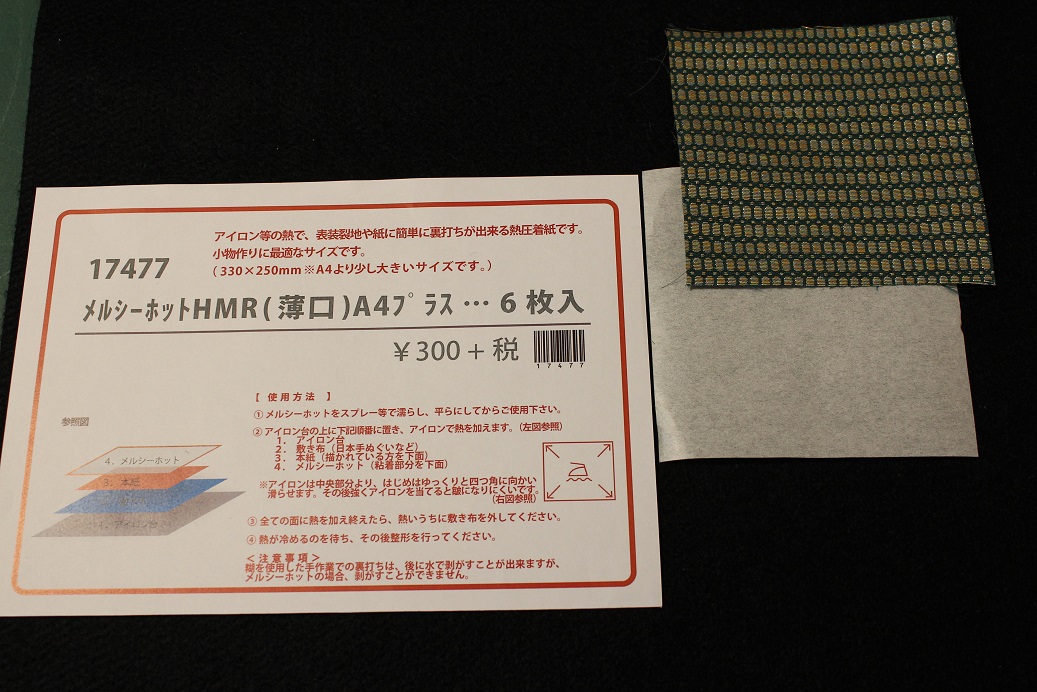 アイロン等の熱で、表装裂地や紙に簡単に裏打ちが出来る熱圧着紙です。
小物作りに最適なサイズです。
(330×250mm※A4より少し大きいサイズです。)
17477
メルシーホットHMR(薄口)A4プラス…6枚入
￥300+税
17477
【 使用方法 】
①メルシーホットをスプレー等で濡らし、平らにしてからご使用下さい。
②アイロン台の上に下記順番に置き、アイロンで熱を加えます。(左図参照)
1. アイロン台
2. 敷き布(日本手ぬぐいなど)
3. 本紙(描かれている方を下面)
4. メルシーホット(粘着部分を下面)
※アイロンは中央部分より、はじめはゆっくりと四つ角に向かい
滑らせます。その後強くアイロンを当てると皺になりにくいです。
(右図参照)
③全ての面に熱を加え終えたら、熱いうちに敷き布を外してください。
④熱が冷めるのを待ち、その後整形を行ってください。
＜注意事項＞
糊を使用した手作業での裏打ちは、後に水で剥がすことが出来ますが、
メルシーホットの場合、剥がすことができません。
参照図
4. メルシーホット
3. 本紙
1. アイロン台